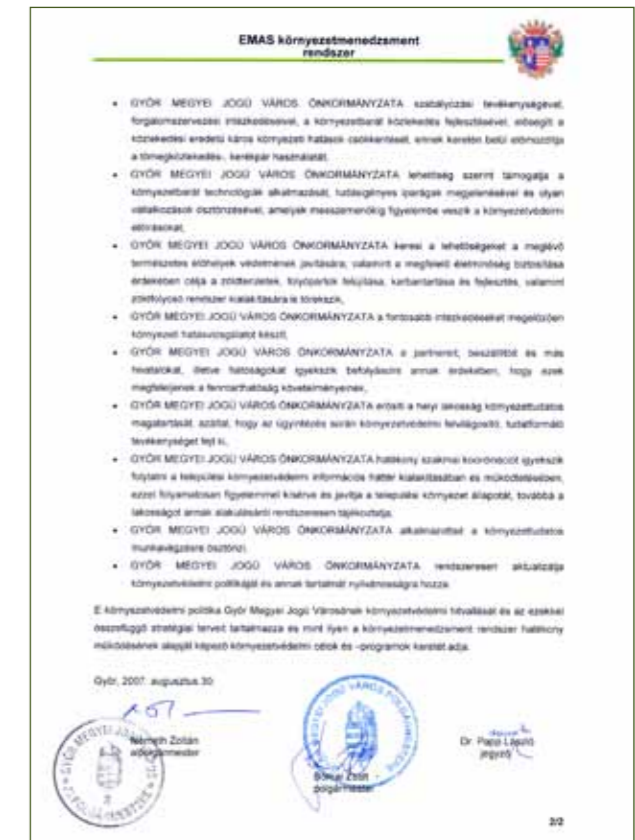 EMAS környezetmenedzsment
rendszer
• GYŐR MEGYEI JOGÚ VÁROS ÖNKORMÁNYZATA szabályozási tevékenységével,
forgalomszervezési intézkedéseivel, a környezetbarát közlekedés fejlesztésével, elősegíti a
közlekedési eredetű káros környezeti hatások csökkentését, ennek keretén belül előmozdítja
a tömegközlekedés-, kerékpár használatát.
• GYŐR MEGYEI JOGÚ VÁROS ÖNKORMÁNYZATA lehetőség szerint támogatja a
környezetbarát technológiák alkalmazását, tudásigényes iparágak megjelenésével és olyan
vállalkozások ösztönzésével, amelyek messzemenőkig figyelembe veszik a környezetvédelmi
előírásokat,
• GYŐR MEGYEI JOGÚ VÁROS ÖNKORMÁNYZATA keresi a lehetőségeket a meglévő
természetes élőhelyek védelmének javítására, valamint a megfelelő életminőség biztosítása
érdekében célja a zöldterületek, folyópartok felújítása, karbantartása és fejlesztés, valamint
zöldfolyosó rendszer kialakítására is törekszik,
• GYŐR MEGYEI JOGÚ VÁROS ÖNKORMÁNYZATA a fontosabb intézkedéseket megelőzően
környezeti hatásvizsgálatot készít,
• GYŐR MEGYEI JOGÚ VÁROS ÖNKORMÁNYZATA a partnereit, beszállítóit és más
hivatalokat, illetve hatóságokat igyekszik befolyásolni annak érdekében, hogy ezek
megfeleljenek a fenntarthatóság követelményeinek,
• GYŐR MEGYEI JOGÚ VÁROS ÖNKORMÁNYZATA erősíti a helyi lakosság környezettudatos
magatartását, azáltal, hogy az ügyintézés során környezetvédelmi felvilágosító, tudatformáló
tevékenységet fejt ki,
• GYŐR MEGYEI JOGÚ VÁROS ÖNKORMÁNYZATA hatékony szakmai koordinációt igyekszik
folytatni a települési környezetvédelmi információs háttér kialakításában és működtetésében,
ezzel folyamatosan figyelemmel kísérve és javítja a települési környezet állapotát, továbbá a
lakosságot annak alakulásáról rendszeresen tájékoztatja,
• GYŐR MEGYEI JOGÚ VÁROS ÖNKORMÁNYZATA alkalmazottait a környezettudatos
munkavégzésre ösztönzi.
• GYŐR MEGYEI JOGÚ VÁROS ÖNKORMÁNYZATA rendszeresen aktualizálja
környezetvédelmi politikáját és annak tartalmát nyilvánosságra hozza.
E környezetvédelmi politika Győr Megyei Jogú Városának környezetvédelmi hitvallását és az ezekkel
összefüggő stratégiai terveit tartalmazza és mint ilyen a környezetmenedzsment rendszer hatékony
működésének alapját képező környezetvédelmi célok és -programok keretét adja.
Győr, 2007. augusztus 30.
Németh Zoltán
alpolgármester
Borkai Zsolt
polgármester
Dr. Papp László
jegyző
2/2